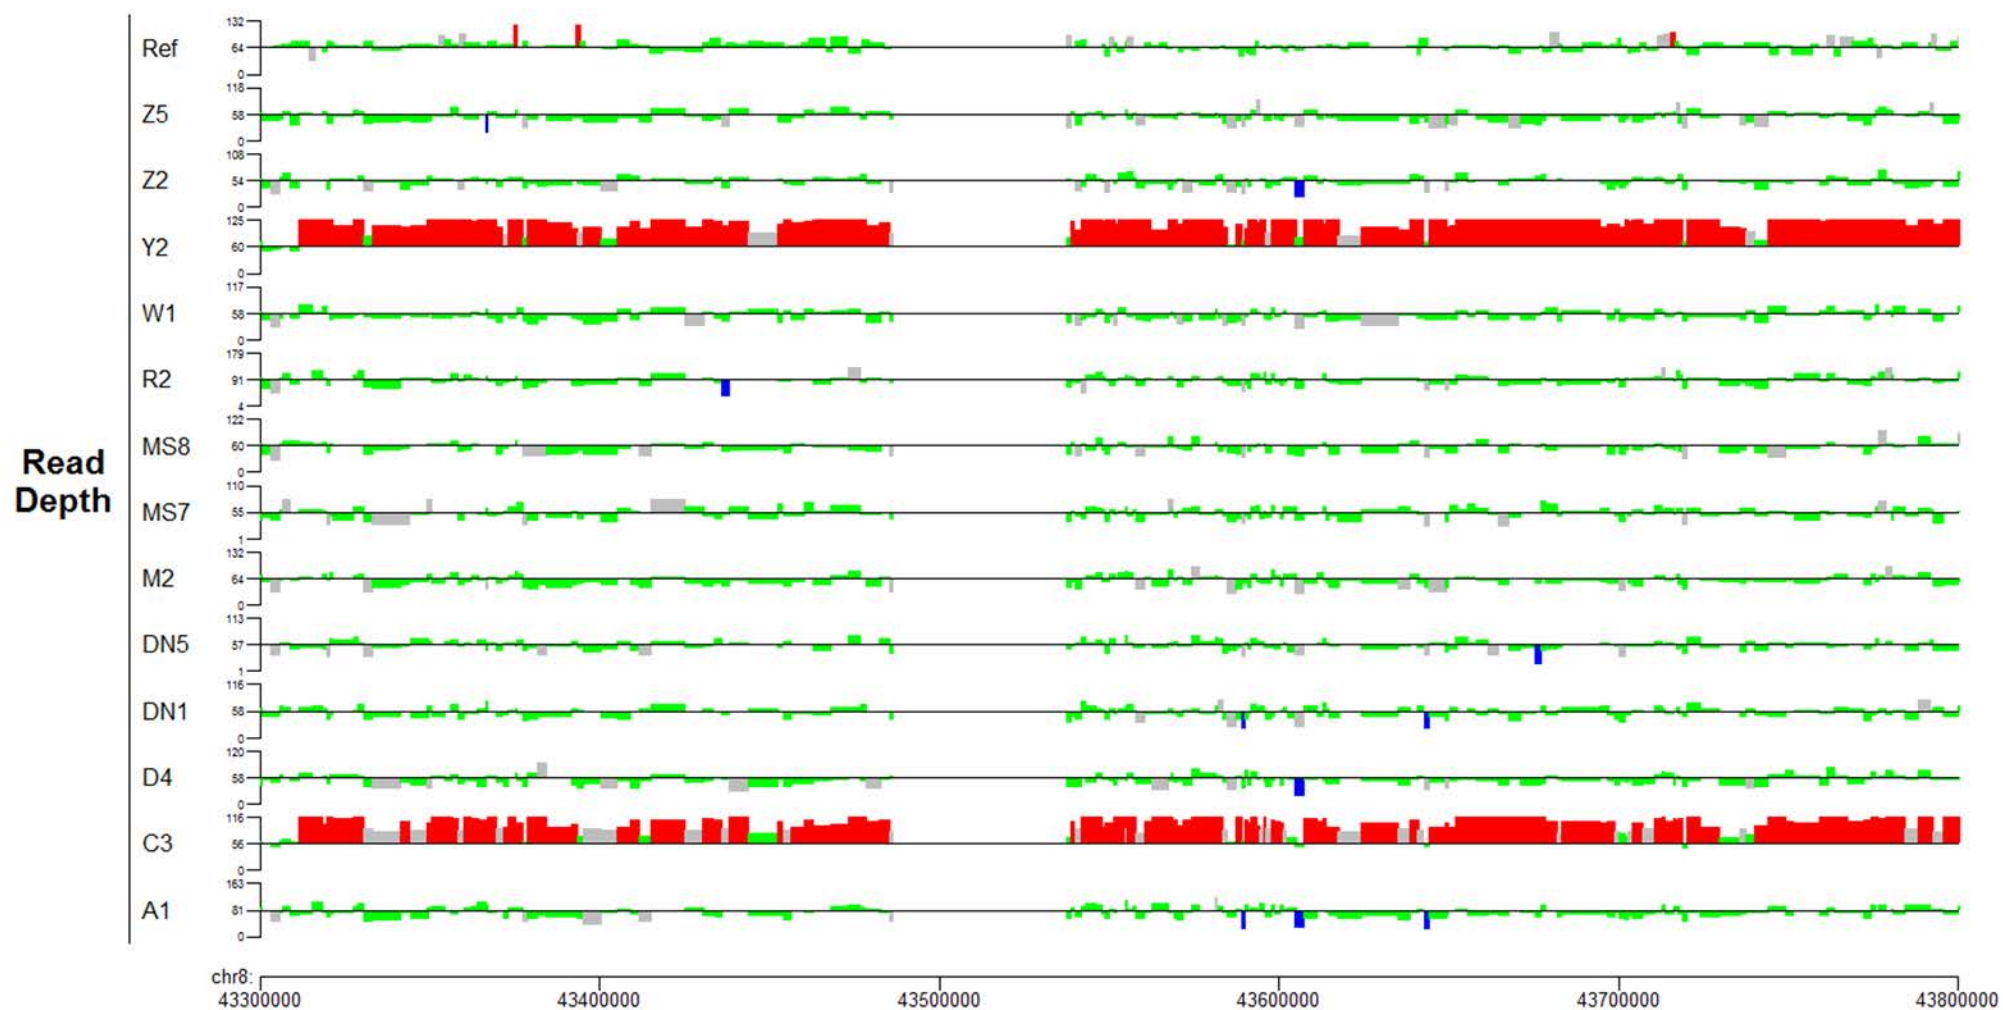 132
Ref 64
0
118
Z5 58
0
108
Z2 54
0
125
Y2 60
0
117
W1 58
0
179
R2 91
4
122
MS8 60
0
Read
Depth
110
MS7 55
1
132
M2 64
0
113
DN5 57
1
116
DN1 58
0
120
D4 58
0
116
C3 56
0
163
A1 81
0
chr8:
43300000 43400000 43500000 43600000 43700000 43800000